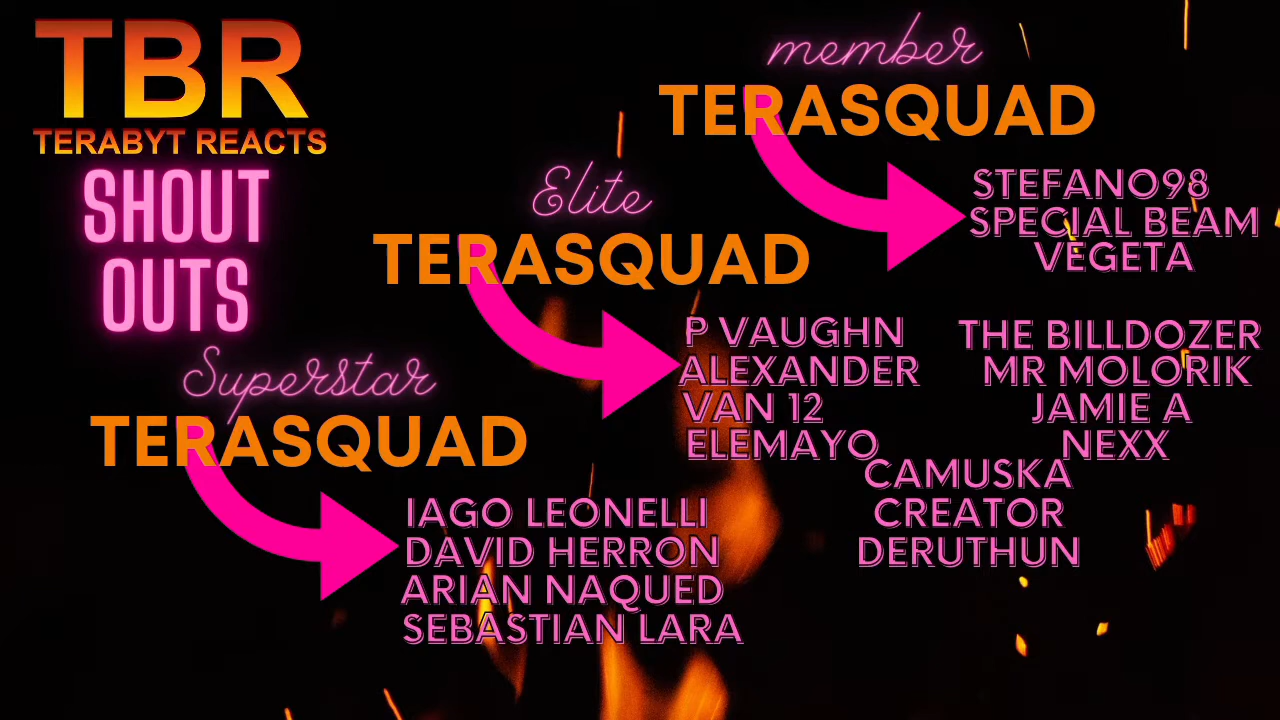 TBR
TERABYT REACTS
SHOUT
OUTS
member
TERASQUAD
STEFANO98
SPECIAL BEAM
VEGETA
Elite
TERASQUAD
P VAUGHN
ALEXANDER
VAN 12
ELEMAYO
THE BILLDOZER
MR MOLORIK
JAMIE A
NEXX
CAMUSKA
CREATOR
DERUTHUN
Superstar
TERASQUAD
IAGO LEONELLI
DAVID HERRON
ARIAN NAQUED
SEBASTIAN LARA